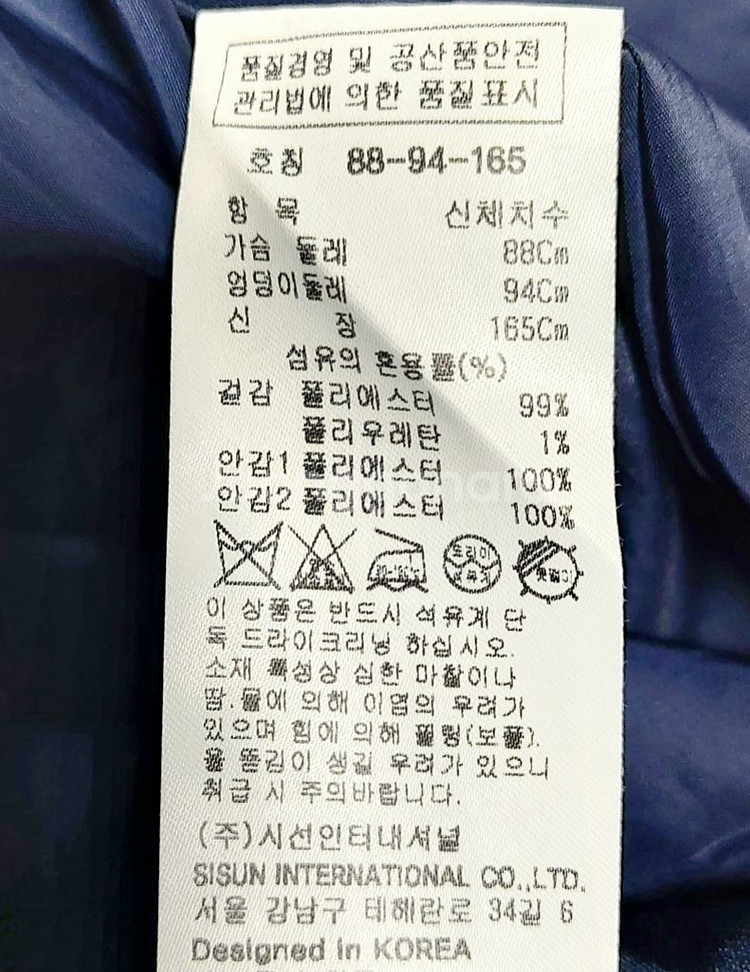 품질경영 및 공산품안전
관리법에 의한 품질표시
호칭 88-94-165
항 목 신체치수
가슴 둘레 88Cm
엉덩이둘레 94Cm
신 장 165Cm
섬유의 혼용률(%)
겉감 폴리에스터 99%
폴리우레탄 1%
안감1 폴리에스터 100%
안감2 폴리에스터 100%
드라이
석유계
이 상품은 반드시 석유계 단
독 드라이크리닝 하십시오.
소재 특성상 심한 마찰이나
땀.물에 의해 이염의 우려가
있으며 힘에 의해 필링(보풀).
올 뜯김이 생길 우려가 있으니
취급 시 주의바랍니다.
(주)시선인터내셔널
SISUN INTERNATIONAL CO.,LTD.
서울 강남구 테헤란로 34길 6
Designed in KOREA